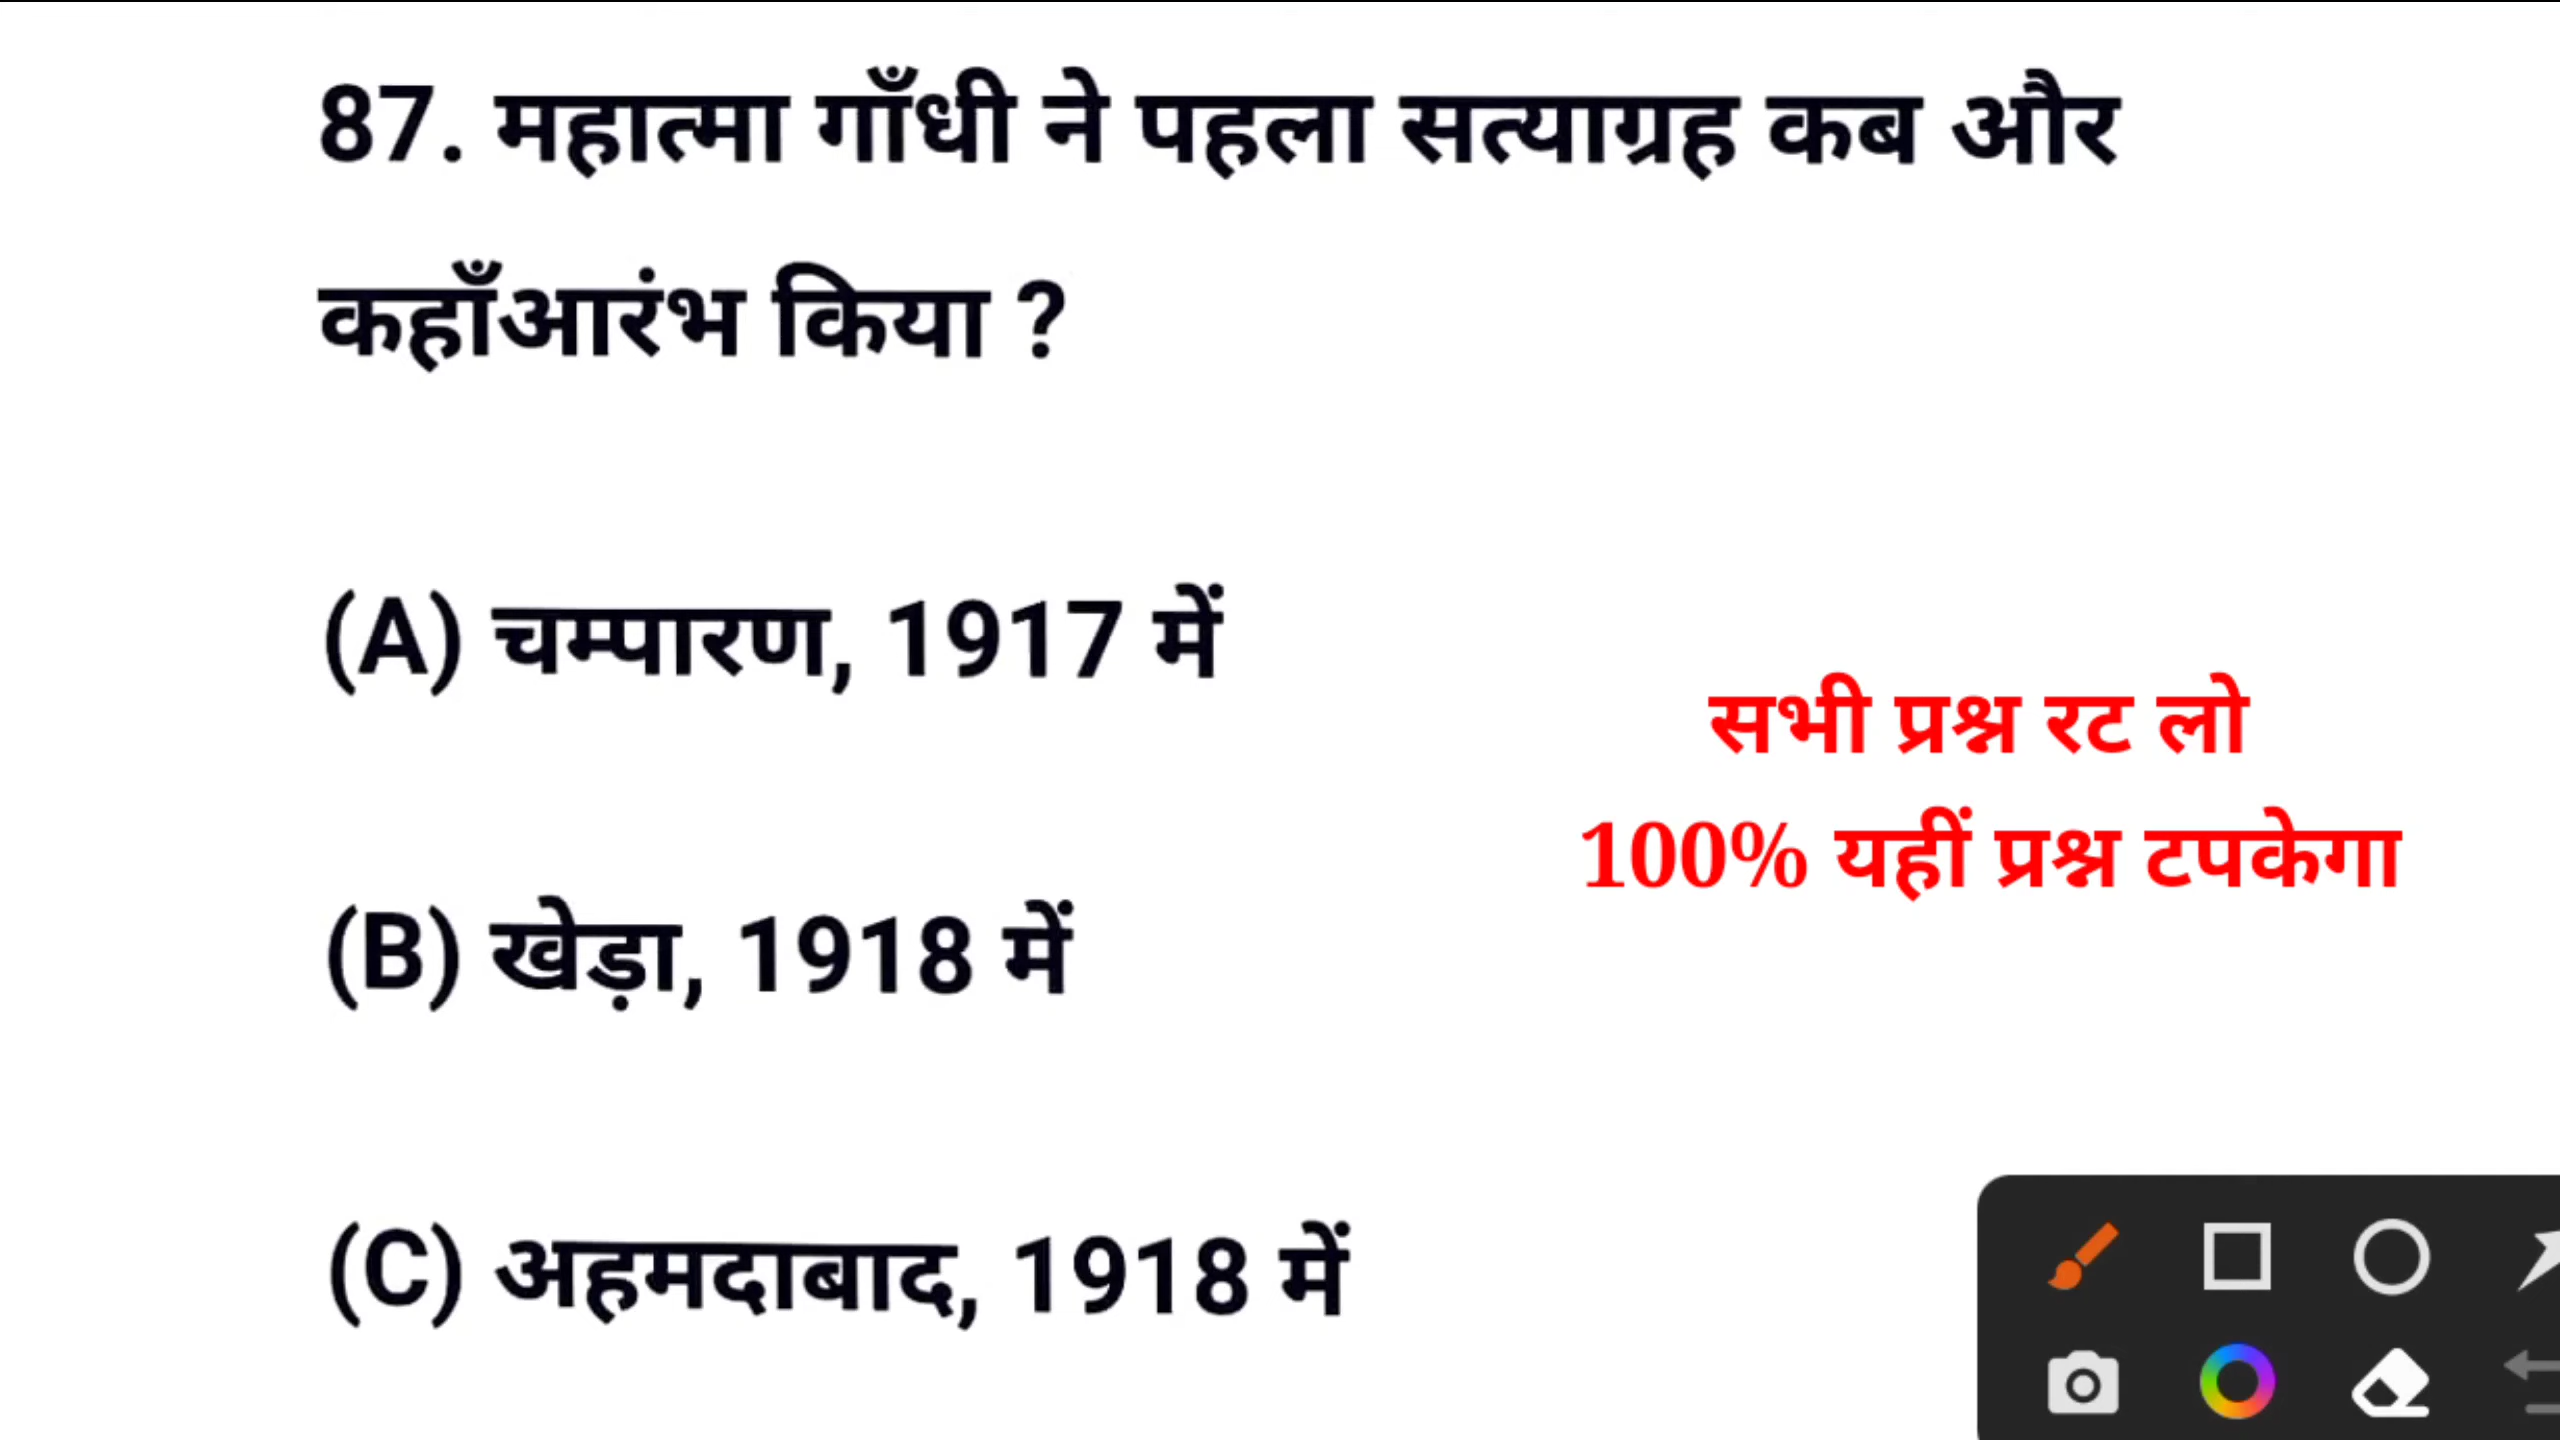 87. महात्मा गाँधी ने पहला सत्याग्रह कब और
कहाँआरंभ किया ?
(A) चम्पारण, 1917 में
सभी प्रश्न रट लो
100% यहीं प्रश्न टपकेगा
(B) खेड़ा, 1918 में
(C) अहमदाबाद, 1918 में